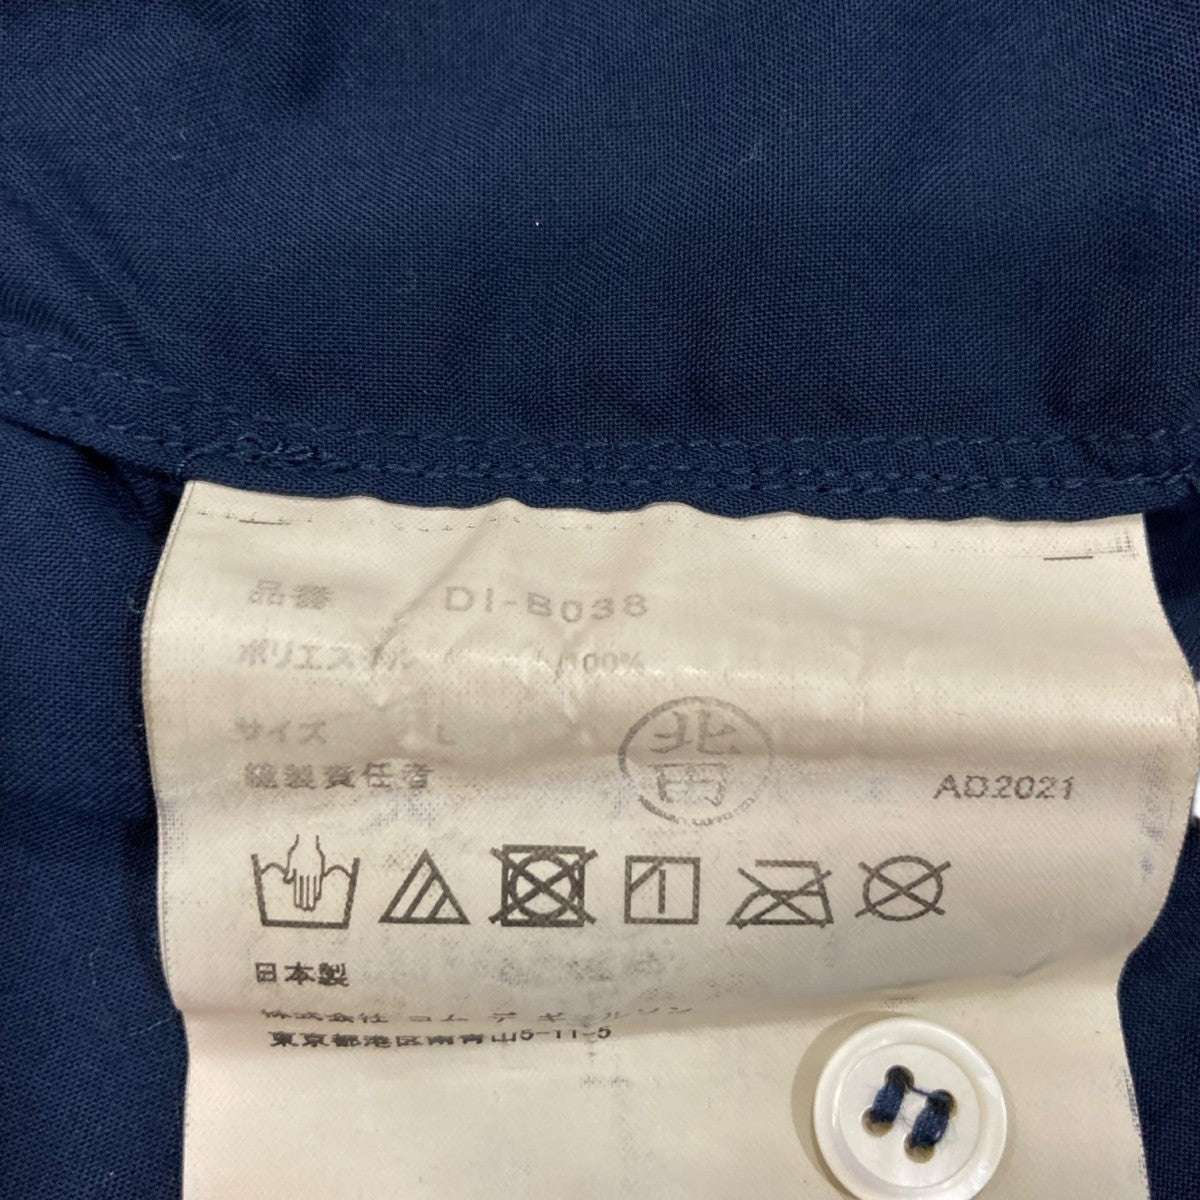 品番 DI-B038
ポリエステル 100%
サイズ L
縫製責任者 北田
AD2021
日本製
株式会社 コム デ ギャルソン
東京都港区南青山5-11-5